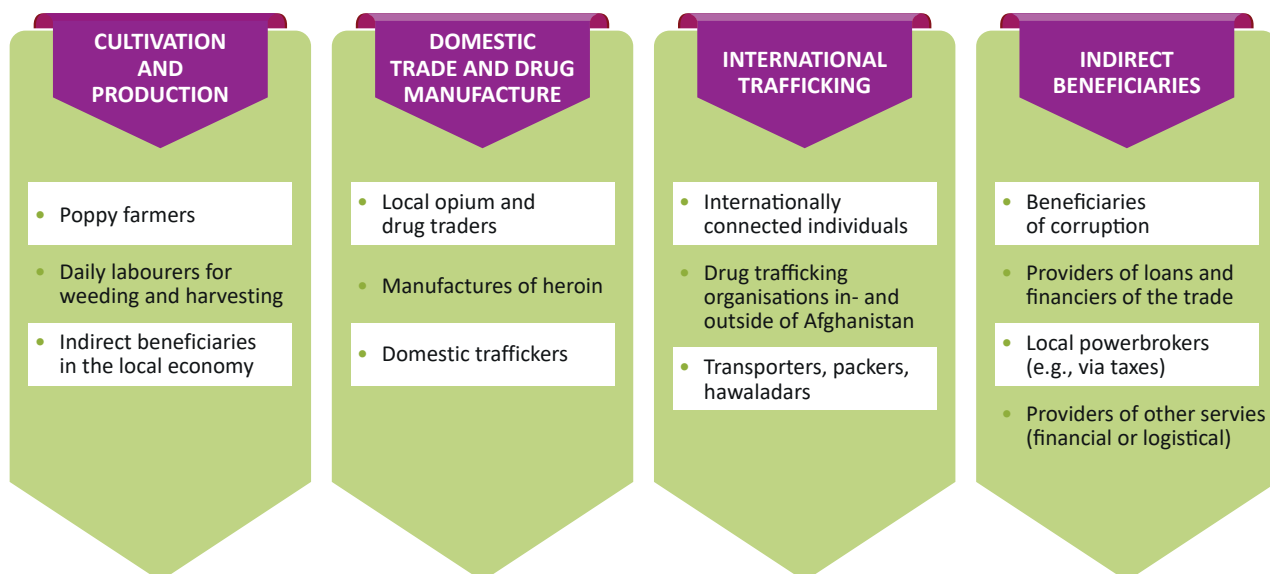 CULTIVATION
AND
PRODUCTION
• Poppy farmers
• Daily labourers for
weeding and harvesting
• Indirect beneficiaries
in the local economy
DOMESTIC
TRADE AND DRUG
MANUFACTURE
• Local opium and
drug traders
• Manufactures of heroin
• Domestic traffickers
INTERNATIONAL
TRAFFICKING
• Internationally
connected individuals
• Drug trafficking
organisations in- and
outside of Afghanistan
• Transporters, packers,
hawaladars
INDIRECT
BENEFICIARIES
• Beneficiaries
of corruption
• Providers of loans and
financiers of the trade
• Local powerbrokers
(e.g., via taxes)
• Providers of other servies
(financial or logistical)